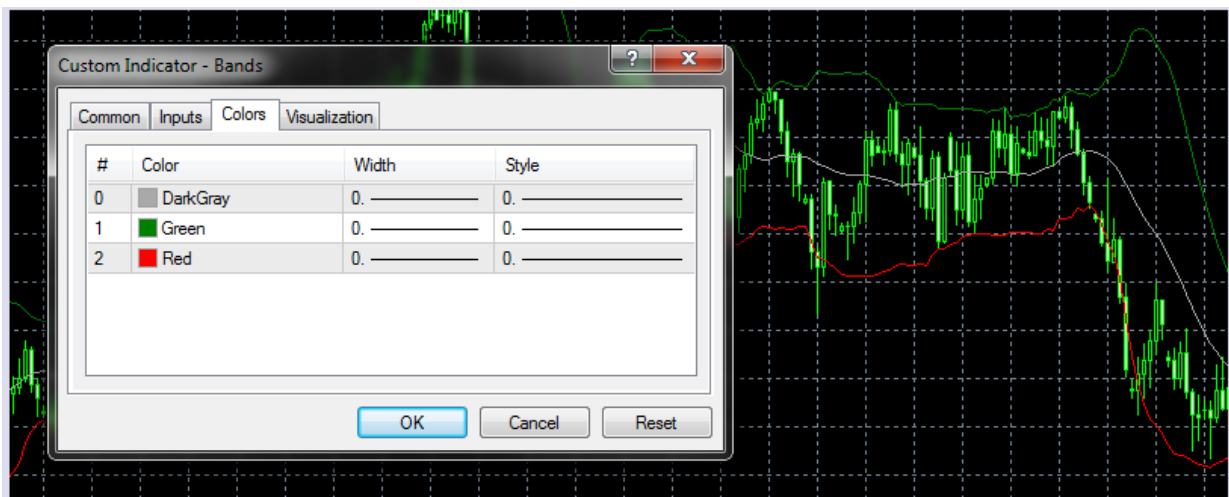 Custom Indicator - Bands
? X
Common Inputs Colors Visualization
# Color Width Style
0 DarkGray 0. 0.
1 Green 0. 0.
2 Red 0. 0.
OK Cancel Reset